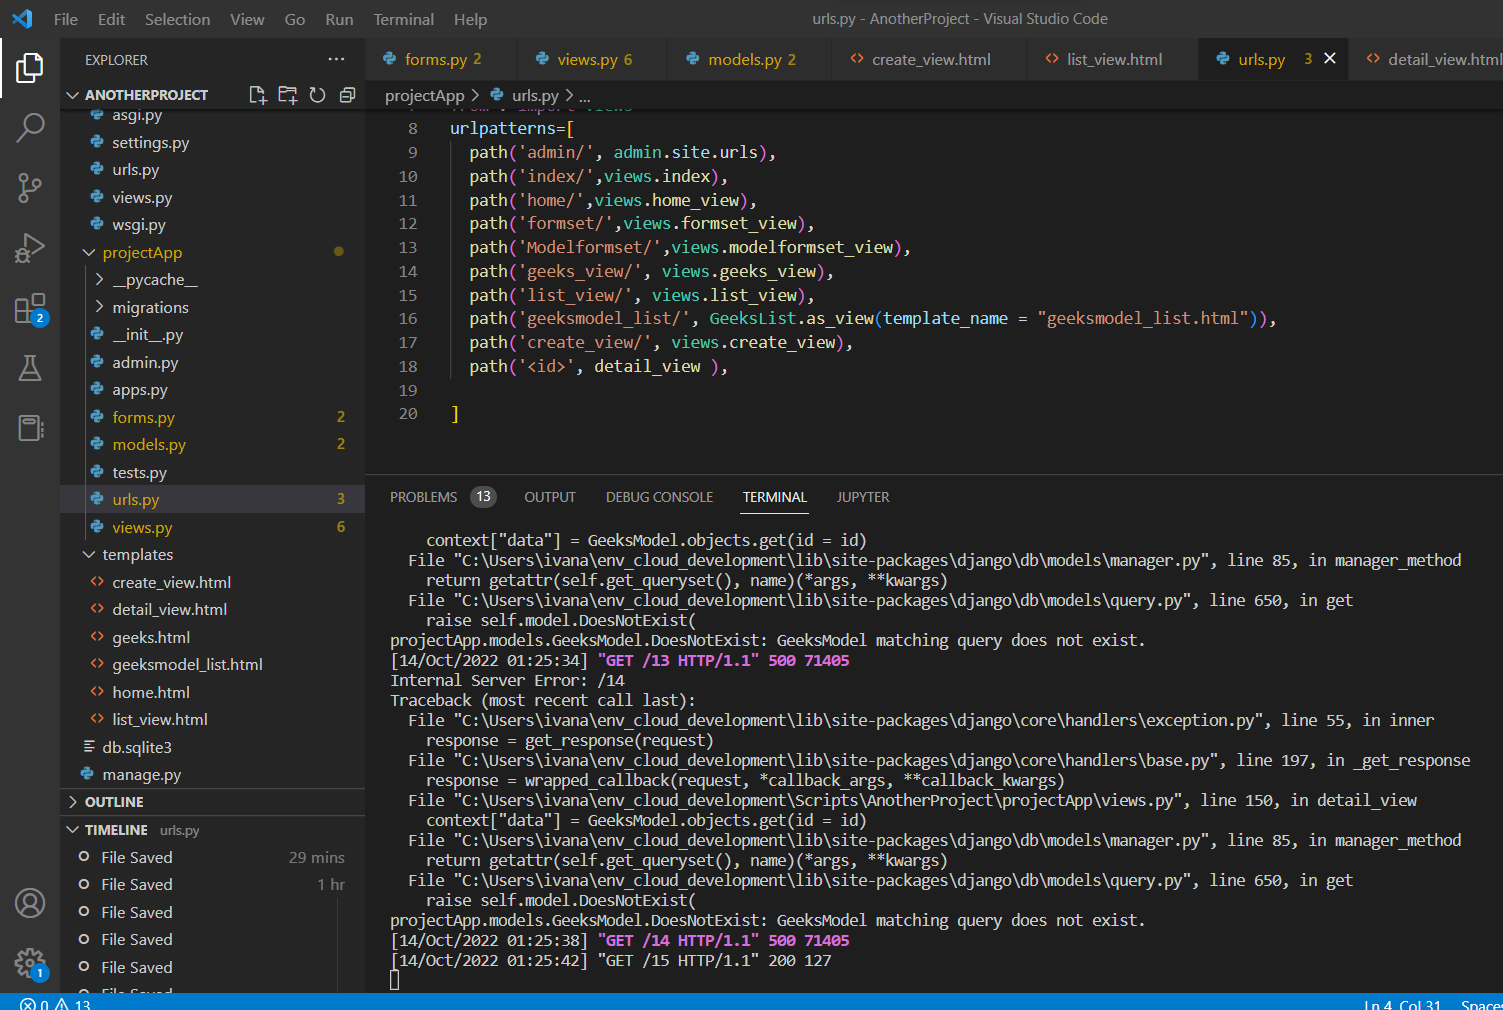 File Edit Selection View Go Run Terminal Help
urls.py - AnotherProject - Visual Studio Code
EXPLORER ...
forms.py 2
views.py 6
models.py 2
create_view.html
list_view.html
urls.py 3
detail_view.html
ANOTHERPROJECT
projectApp > urls.py > ...
asgi.py
settings.py
urls.py
views.py
wsgi.py
projectApp
__pycache__
migrations
__init__.py
admin.py
apps.py
forms.py 2
models.py 2
tests.py
urls.py 3
views.py 6
templates
create_view.html
detail_view.html
geeks.html
geeksmodel_list.html
home.html
list_view.html
db.sqlite3
manage.py
OUTLINE
TIMELINE urls.py
File Saved 29 mins
File Saved 1 hr
File Saved
File Saved
File Saved
File Saved
2
1
from . import views
8 urlpatterns=[
9 path('admin/', admin.site.urls),
10 path('index/',views.index),
11 path('home/',views.home_view),
12 path('formset/',views.formset_view),
13 path('Modelformset/',views.modelformset_view),
14 path('geeks_view/', views.geeks_view),
15 path('list_view/', views.list_view),
16 path('geeksmodel_list/', GeeksList.as_view(template_name = "geeksmodel_list.html")),
17 path('create_view/', views.create_view),
18 path('<id>', detail_view ),
19
20 ]
PROBLEMS 13 OUTPUT DEBUG CONSOLE TERMINAL JUPYTER
context["data"] = GeeksModel.objects.get(id = id)
File "C:\Users\ivana\env_cloud_development\lib\site-packages\django\db\models\manager.py", line 85, in manager_method
return getattr(self.get_queryset(), name)(*args, **kwargs)
File "C:\Users\ivana\env_cloud_development\lib\site-packages\django\db\models\query.py", line 650, in get
raise self.model.DoesNotExist(
projectApp.models.GeeksModel.DoesNotExist: GeeksModel matching query does not exist.
[14/Oct/2022 01:25:34] "GET /13 HTTP/1.1" 500 71405
Internal Server Error: /14
Traceback (most recent call last):
File "C:\Users\ivana\env_cloud_development\lib\site-packages\django\core\handlers\exception.py", line 55, in inner
response = get_response(request)
File "C:\Users\ivana\env_cloud_development\lib\site-packages\django\core\handlers\base.py", line 197, in _get_response
response = wrapped_callback(request, *callback_args, **callback_kwargs)
File "C:\Users\ivana\env_cloud_development\Scripts\AnotherProject\projectApp\views.py", line 150, in detail_view
context["data"] = GeeksModel.objects.get(id = id)
File "C:\Users\ivana\env_cloud_development\lib\site-packages\django\db\models\manager.py", line 85, in manager_method
return getattr(self.get_queryset(), name)(*args, **kwargs)
File "C:\Users\ivana\env_cloud_development\lib\site-packages\django\db\models\query.py", line 650, in get
raise self.model.DoesNotExist(
projectApp.models.GeeksModel.DoesNotExist: GeeksModel matching query does not exist.
[14/Oct/2022 01:25:38] "GET /14 HTTP/1.1" 500 71405
[14/Oct/2022 01:25:42] "GET /15 HTTP/1.1" 200 127
0 13
Ln 4, Col 31 Spaces